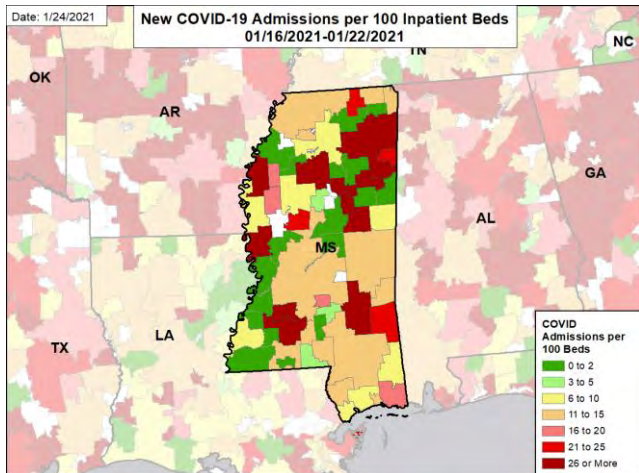 Date: 1/24/2021
New COVID-19 Admissions per 100 Inpatient Beds
01/16/2021-01/22/2021
TN
NC
OK
AR
GA
AL
MS
LA
TX
COVID
Admissions per
100 Beds
0 to 2
3 to 5
6 to 10
11 to 15
16 to 20
21 to 25
26 or More